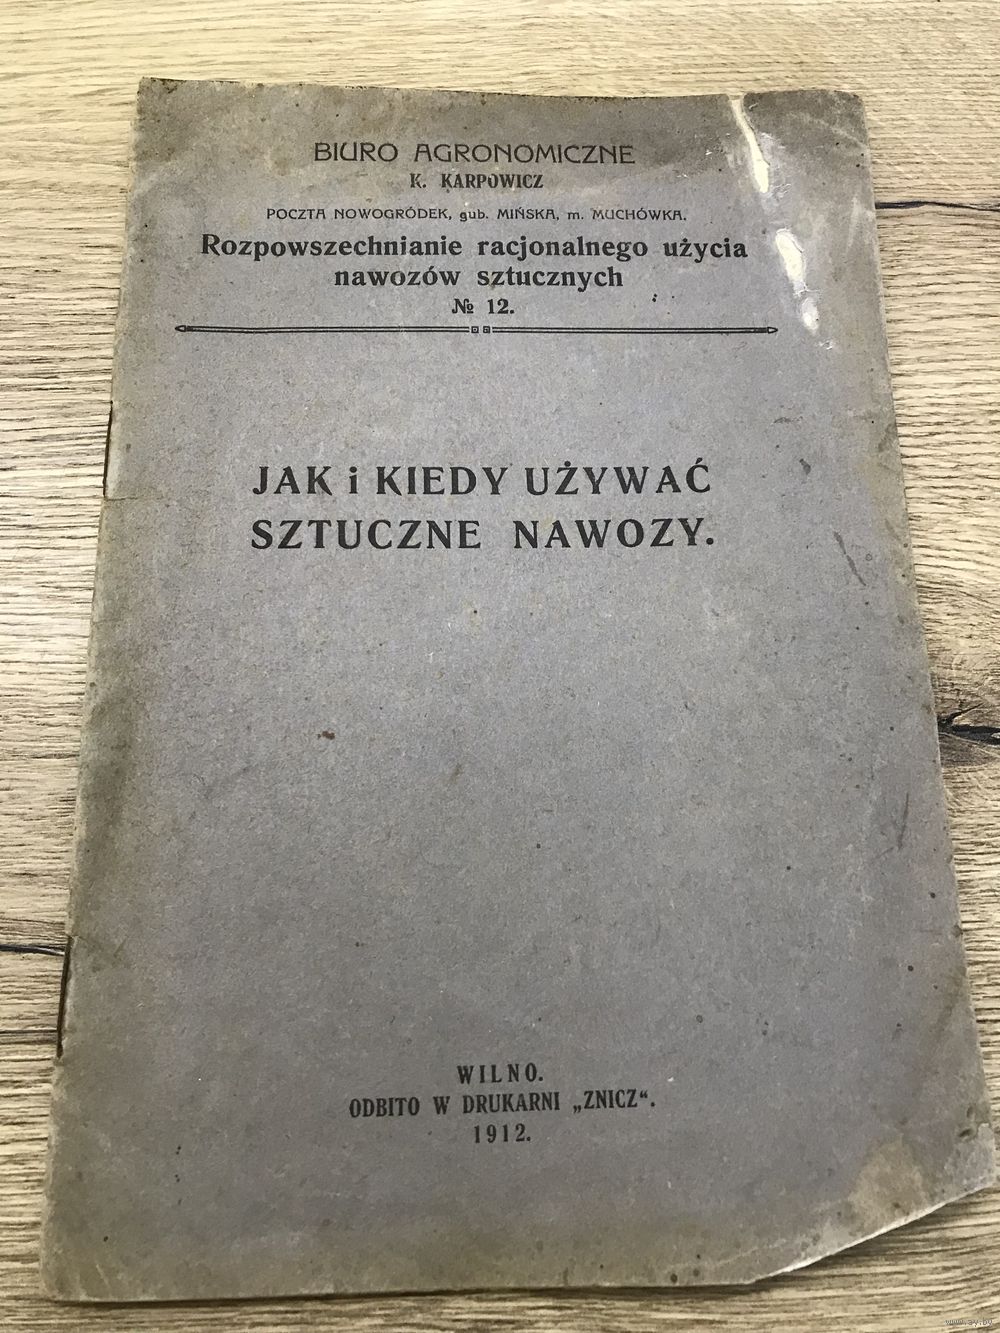 BIURO AGRONOMICZNE
K. KARPOWICZ
POCZTA NOWOGRÓDEK, gub. MIŃSKA, m. MUCHÓWKA.
Rozpowszechnianie racjonalnego użycia
nawozów sztucznych
№ 12.
JAK i KIEDY UŻYWAĆ
SZTUCZNE NAWOZY.
WILNO.
ODBITO W DRUKARNI „ZNICZ“.
1912.